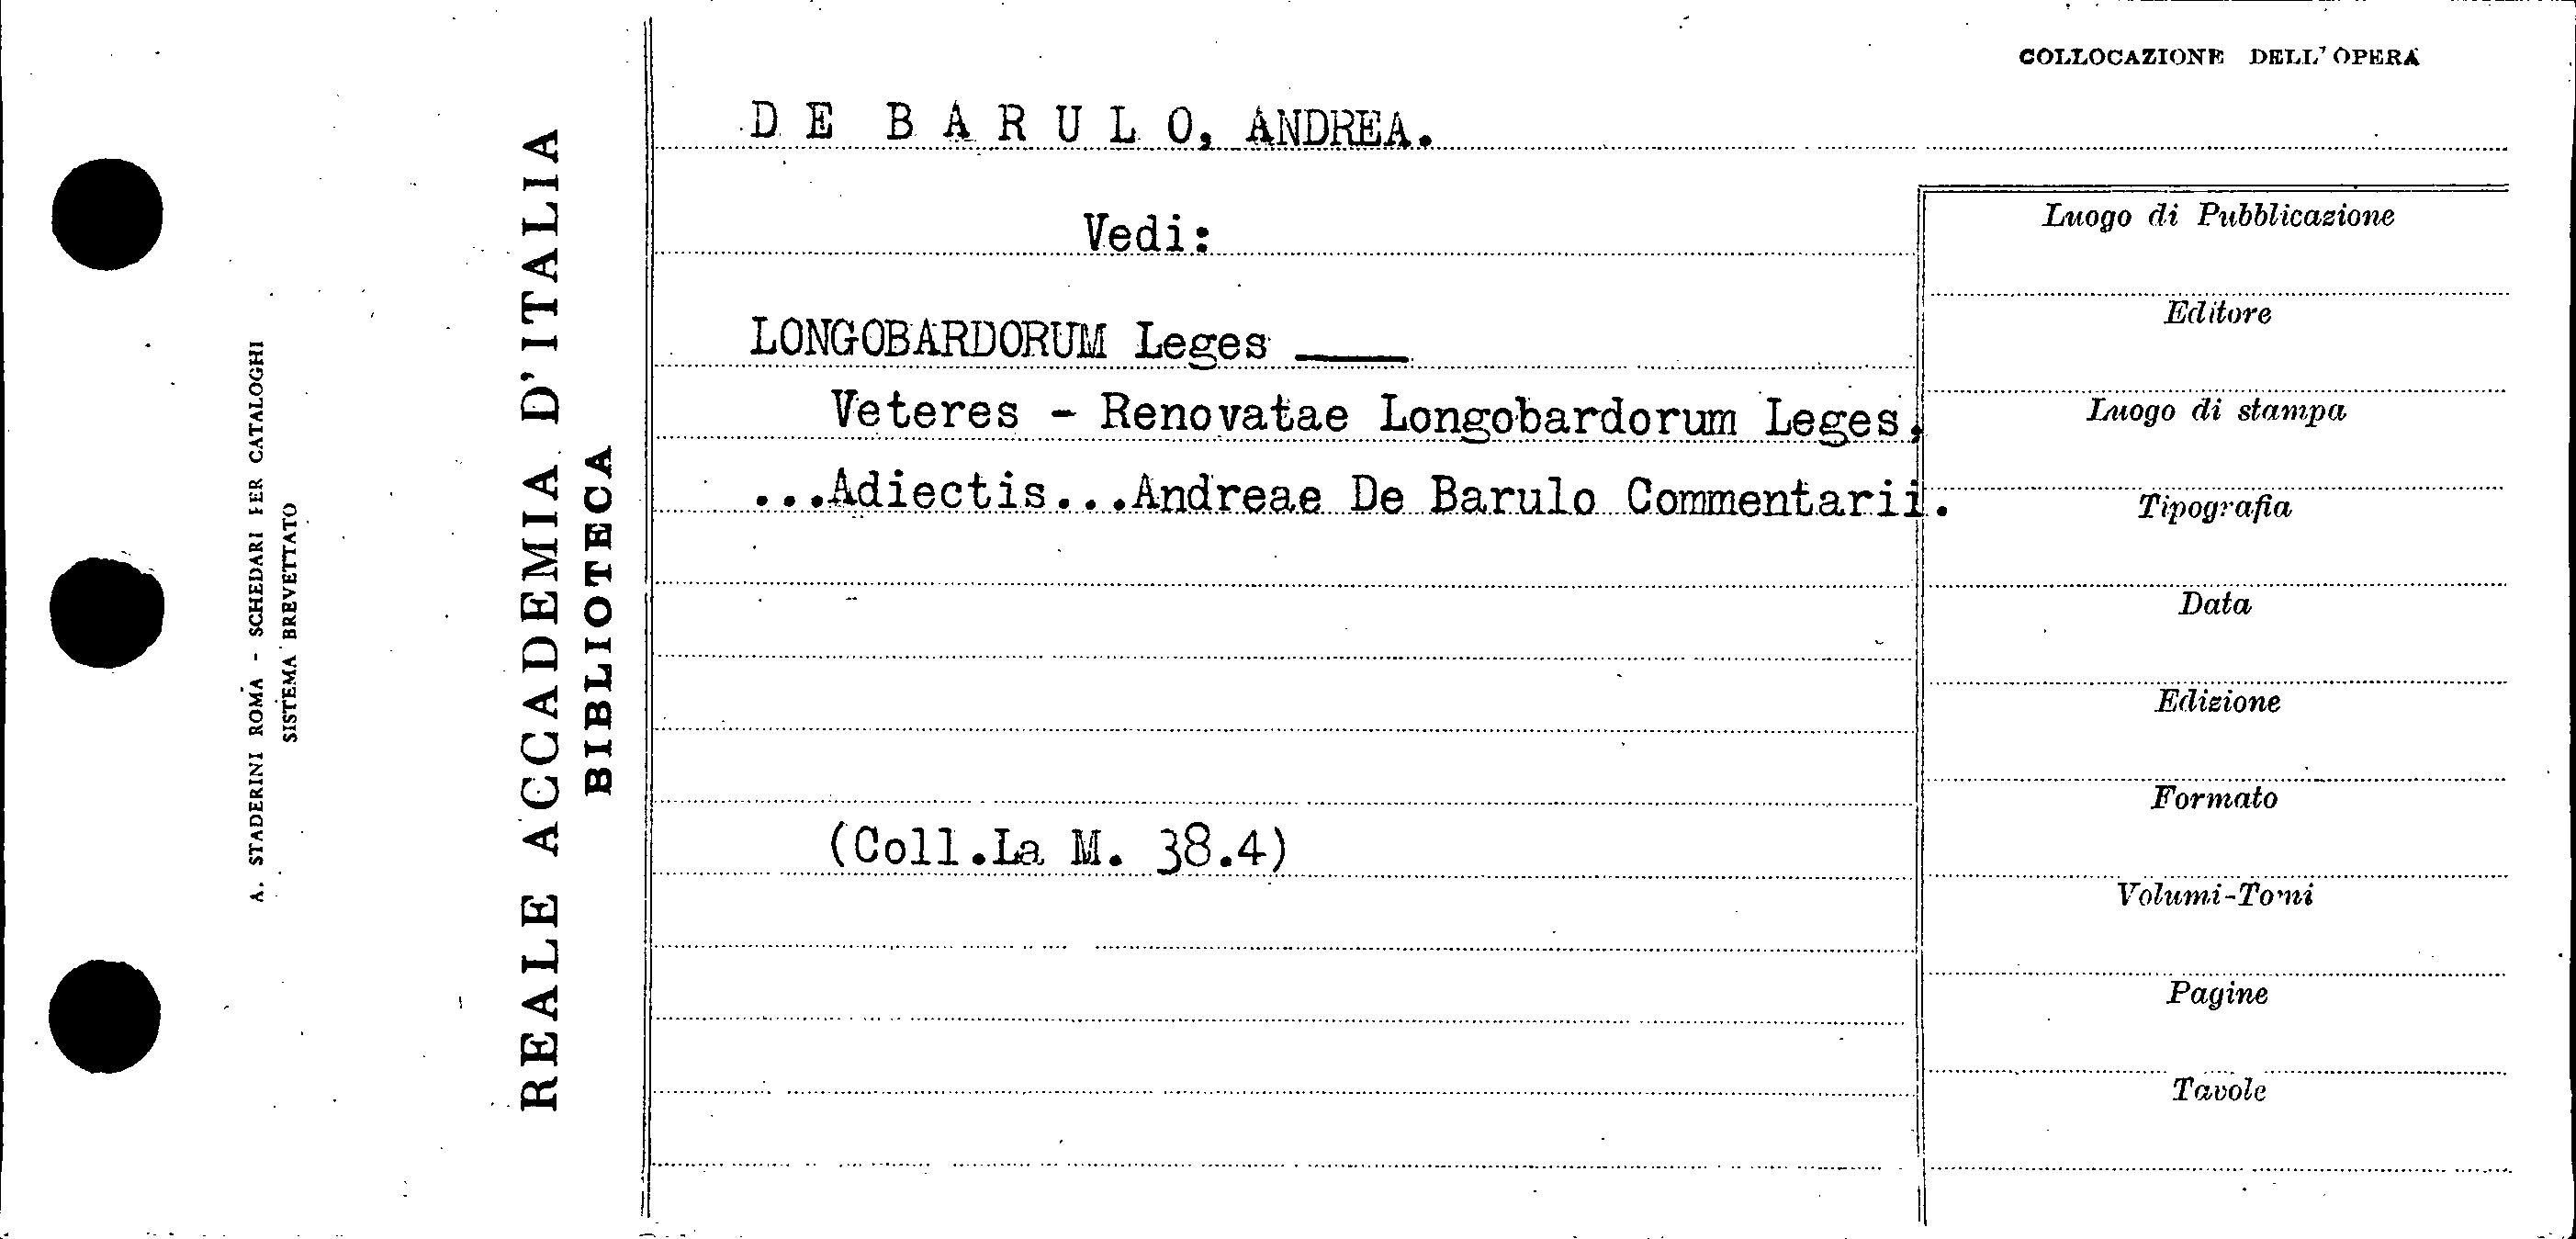 A. STADERINI ROMA - SCHEDARI PER CATALOGHI
SISTEMA BREVETTATO
REALE ACCADEMIA D'ITALIA
BIBLIOTECA
DE BARULO, ANDREA.
Vedi:
LONGOBARDORUM Leges ____
Veteres - Renovatae Longobardorum Leges,
...Adiectis...Andreae De Barulo Commentarii.
(Coll.La M. 38.4)
COLLOCAZIONE DELL'OPERA
Luogo di Pubblicazione
Editore
Luogo di stampa
Tipografia
Data
Edizione
Formato
Volumi-Tomi
Pagine
Tavole